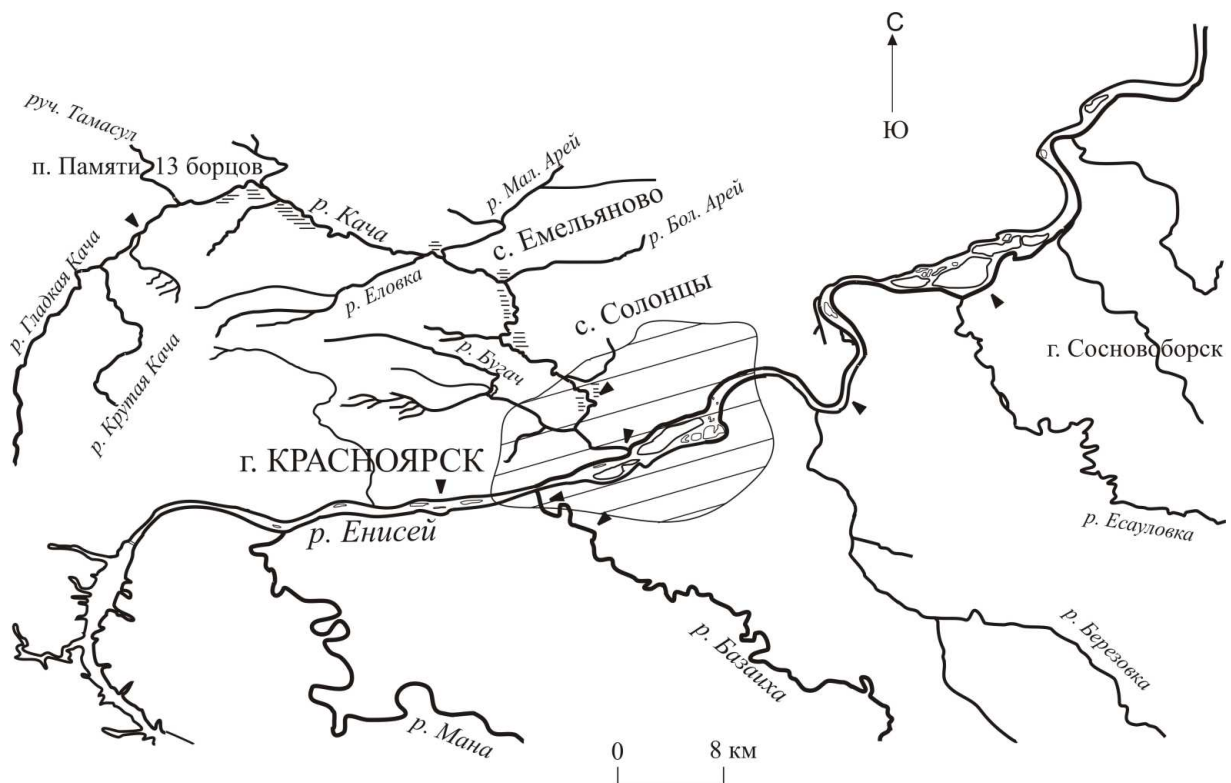 С
Ю
руч. Тамасул
п. Памяти 13 борцов
р. Кача
р. Мал. Арей
с. Емельяново
р. Бол. Арей
р. Гладкая Кача
р. Еловка
с. Солонцы
р. Крутая Кача
р. Бугач
г. Сосновоборск
г. КРАСНОЯРСК
р. Енисей
р. Есауловка
р. Базаиха
р. Березовка
р. Мана
0 8 км